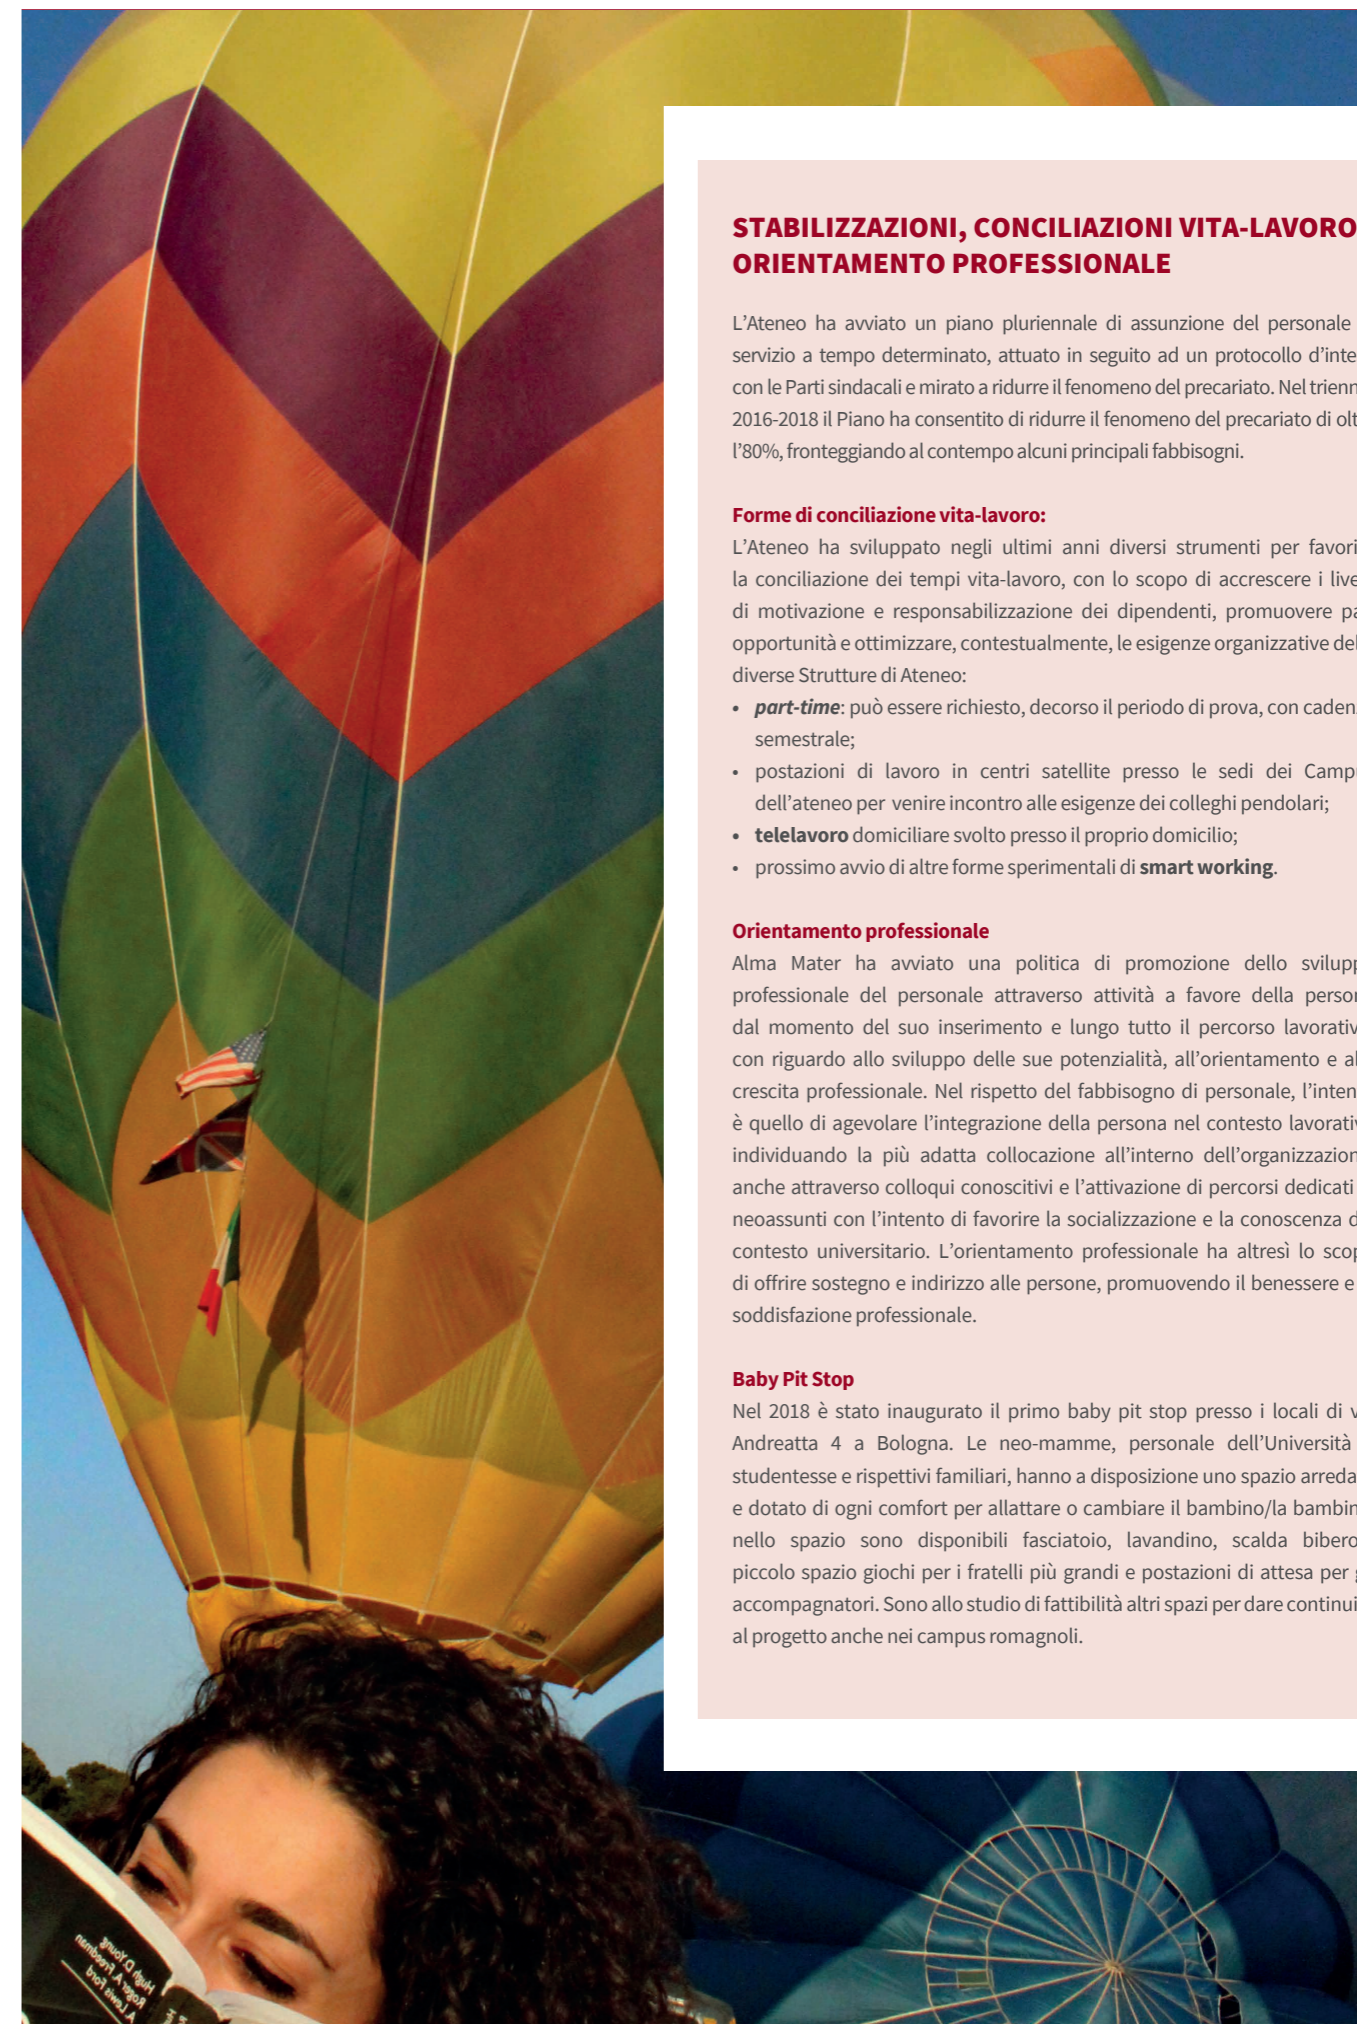 STABILIZZAZIONI, CONCILIAZIONI VITA-LAVORO
ORIENTAMENTO PROFESSIONALE
L’Ateneo ha avviato un piano pluriennale di assunzione del personale
servizio a tempo determinato, attuato in seguito ad un protocollo d’inte
con le Parti sindacali e mirato a ridurre il fenomeno del precariato. Nel trienn
2016-2018 il Piano ha consentito di ridurre il fenomeno del precariato di olt
l’80%, fronteggiando al contempo alcuni principali fabbisogni.
Forme di conciliazione vita-lavoro:
L’Ateneo ha sviluppato negli ultimi anni diversi strumenti per favori
la conciliazione dei tempi vita-lavoro, con lo scopo di accrescere i live
di motivazione e responsabilizzazione dei dipendenti, promuovere pa
opportunità e ottimizzare, contestualmente, le esigenze organizzative del
diverse Strutture di Ateneo:
• part-time: può essere richiesto, decorso il periodo di prova, con caden
semestrale;
• postazioni di lavoro in centri satellite presso le sedi dei Camp
dell’ateneo per venire incontro alle esigenze dei colleghi pendolari;
• telelavoro domiciliare svolto presso il proprio domicilio;
• prossimo avvio di altre forme sperimentali di smart working.
Orientamento professionale
Alma Mater ha avviato una politica di promozione dello svilupp
professionale del personale attraverso attività a favore della person
dal momento del suo inserimento e lungo tutto il percorso lavorativ
con riguardo allo sviluppo delle sue potenzialità, all’orientamento e al
crescita professionale. Nel rispetto del fabbisogno di personale, l’inten
è quello di agevolare l’integrazione della persona nel contesto lavorativ
individuando la più adatta collocazione all’interno dell’organizzazion
anche attraverso colloqui conoscitivi e l’attivazione di percorsi dedicati
neoassunti con l’intento di favorire la socializzazione e la conoscenza d
contesto universitario. L’orientamento professionale ha altresì lo scop
di offrire sostegno e indirizzo alle persone, promuovendo il benessere e
soddisfazione professionale.
Baby Pit Stop
Nel 2018 è stato inaugurato il primo baby pit stop presso i locali di v
Andreatta 4 a Bologna. Le neo-mamme, personale dell’Università
studentesse e rispettivi familiari, hanno a disposizione uno spazio arreda
e dotato di ogni comfort per allattare o cambiare il bambino/la bambin
nello spazio sono disponibili fasciatoio, lavandino, scalda bibero
piccolo spazio giochi per i fratelli più grandi e postazioni di attesa per g
accompagnatori. Sono allo studio di fattibilità altri spazi per dare continui
al progetto anche nei campus romagnoli.
Hugh D. Young
Roger A. Freedman
A. Lewis Ford